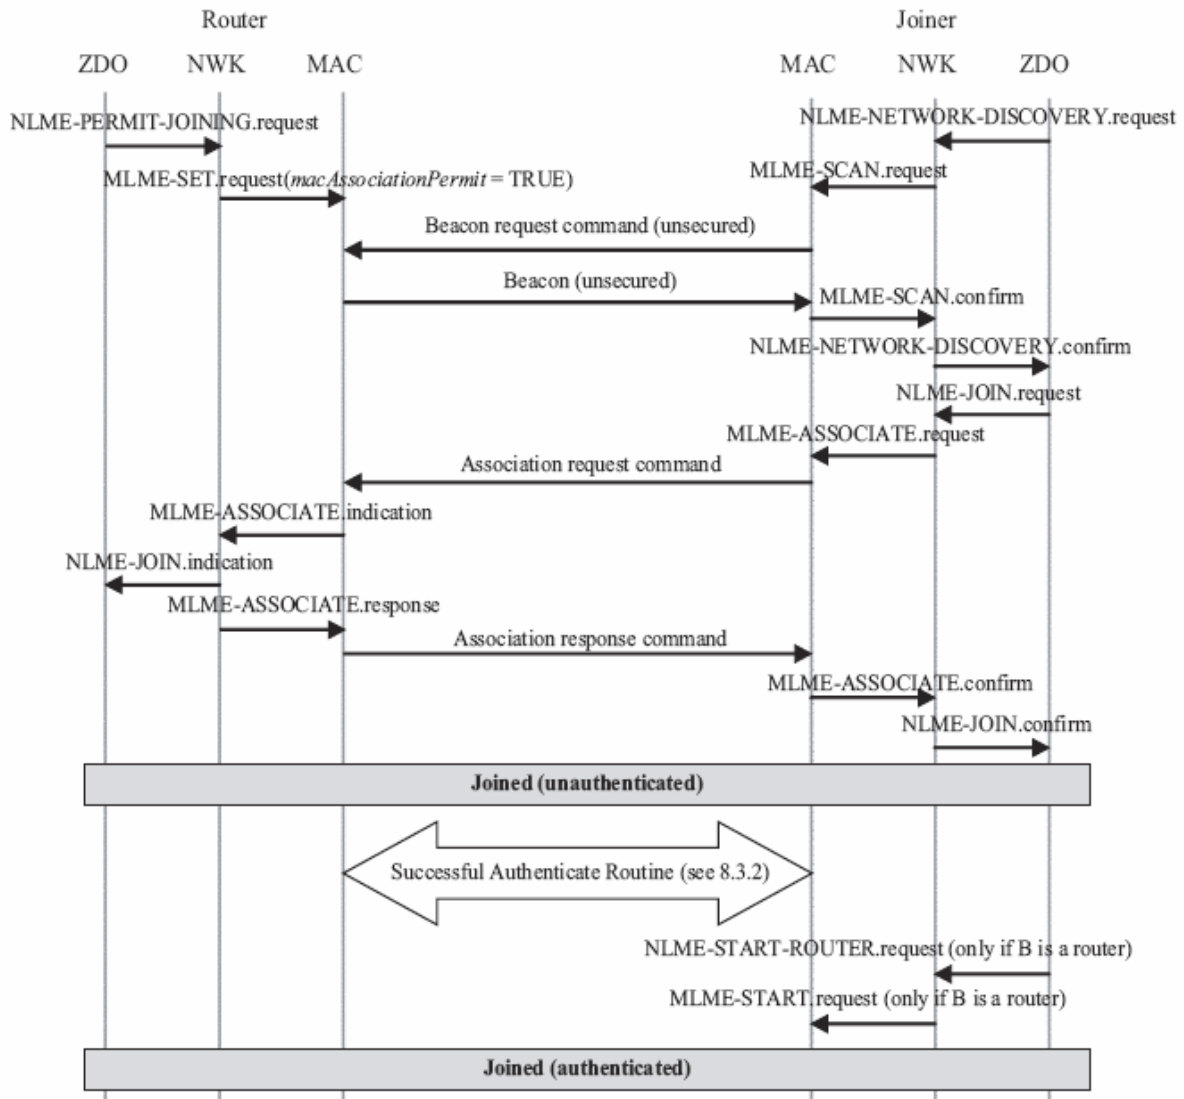 Router Joiner
ZDO NWK MAC MAC NWK ZDO
NLME-PERMIT-JOINING.request
NLME-NETWORK-DISCOVERY.request
MLME-SCAN.request
MLME-SET.request(macAssociationPermit = TRUE)
Beacon request command (unsecured)
Beacon (unsecured)
MLME-SCAN.confirm
NLME-NETWORK-DISCOVERY.confirm
NLME-JOIN.request
MLME-ASSOCIATE.request
Association request command
MLME-ASSOCIATE.indication
NLME-JOIN.indication
MLME-ASSOCIATE.response
Association response command
MLME-ASSOCIATE.confirm
NLME-JOIN.confirm
Joined (unauthenticated)
Successful Authenticate Routine (see 8.3.2)
NLME-START-ROUTER.request (only if B is a router)
MLME-START.request (only if B is a router)
Joined (authenticated)